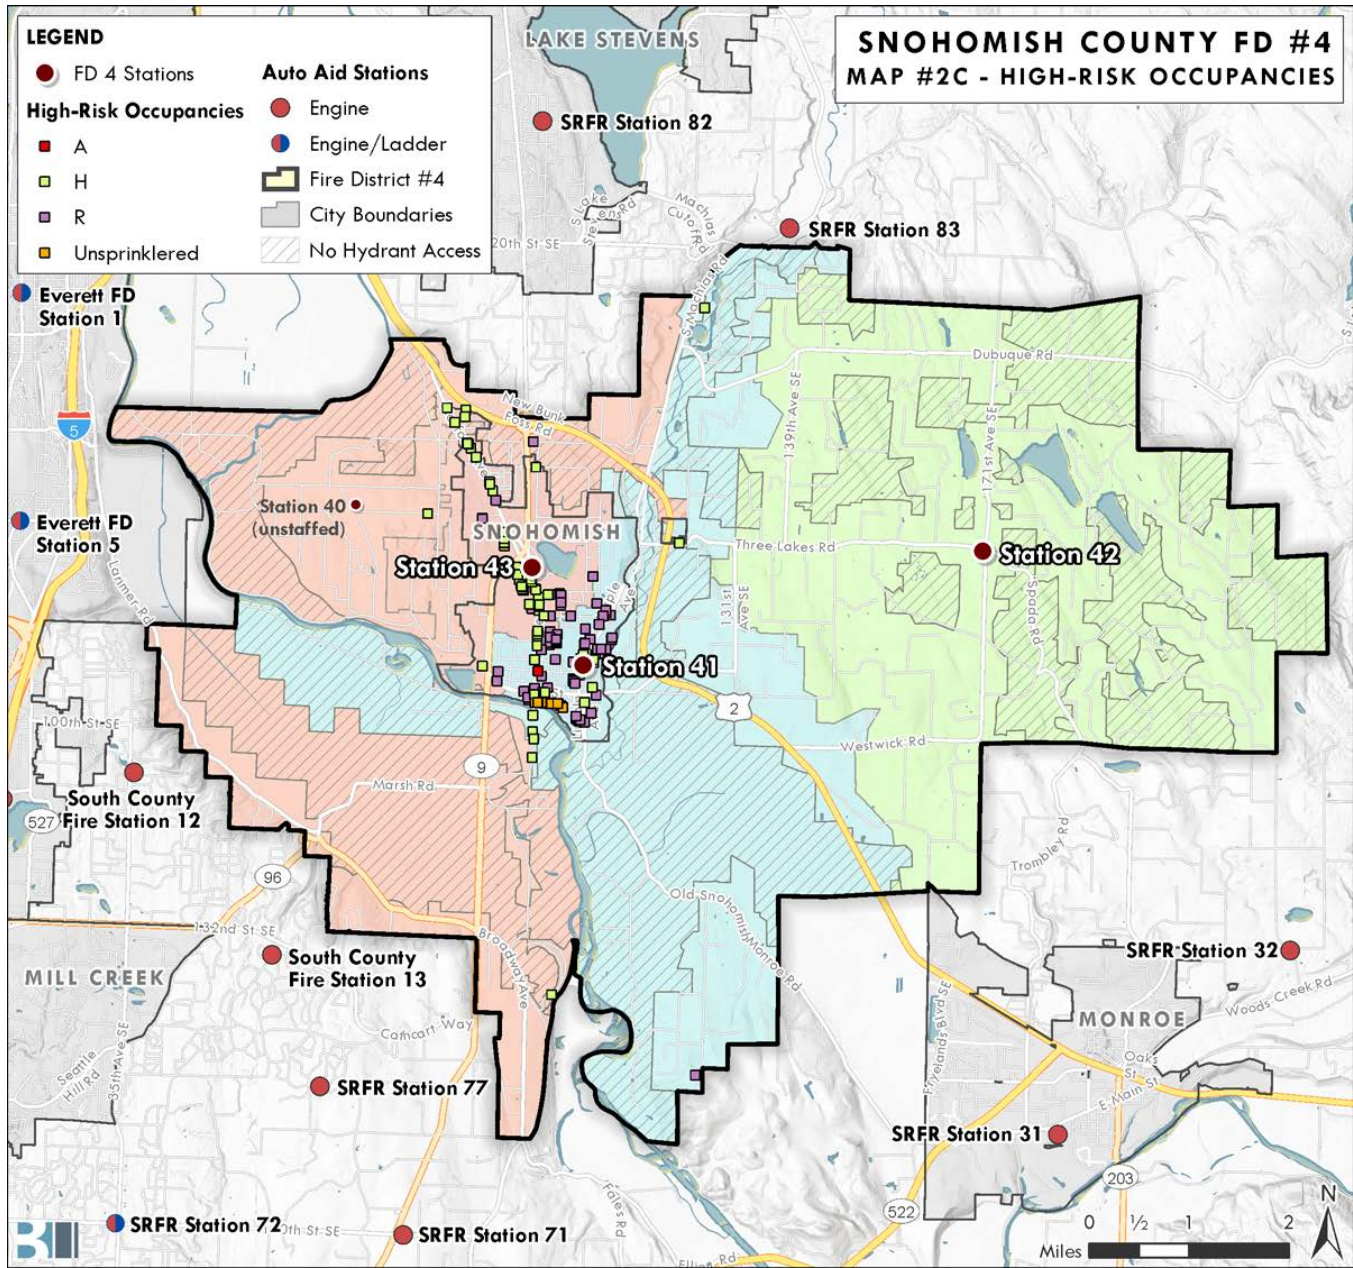 SNOHOMISH COUNTY FD #4
MAP #2C - HIGH-RISK OCCUPANCIES
LEGEND
FD 4 Stations
High-Risk Occupancies
A
H
R
Unsprinklered
Auto Aid Stations
Engine
Engine/Ladder
Fire District #4
City Boundaries
No Hydrant Access
LAKE STEVENS
SRFR Station 82
S Lake
Stevens Rd
Machias
Cutoff Rd
20th St SE
SRFR Station 83
S Machias Rd
Everett FD
Station 1
5
Dubuque Rd
New Bunk
Foss Rd
139th Ave SE
171st Ave SE
Station 40
(unstaffed)
SNOHOMISH
Everett FD
Station 5
Three Lakes Rd
Station 42
Station 43
Larimer Rd
Ave
131st
Ave SE
Spada Rd
Station 41
2
100th St SE
Westwick Rd
9
Marsh Rd
South County
Fire Station 12
527
Trombley Rd
96
Old Snohomish Monroe Rd
132nd St SE
Broadway Ave
MILL CREEK
South County
Fire Station 13
SRFR Station 32
Woods Creek Rd
MONROE
Cathcart Way
Fryelands Blvd SE
Oaks
St
E Main St
Seattle
Hill Rd
35th Ave SE
SRFR Station 77
SRFR Station 31
203
Fales Rd
522
SRFR Station 72
SRFR Station 71
N
0 ½ 1 2
Miles